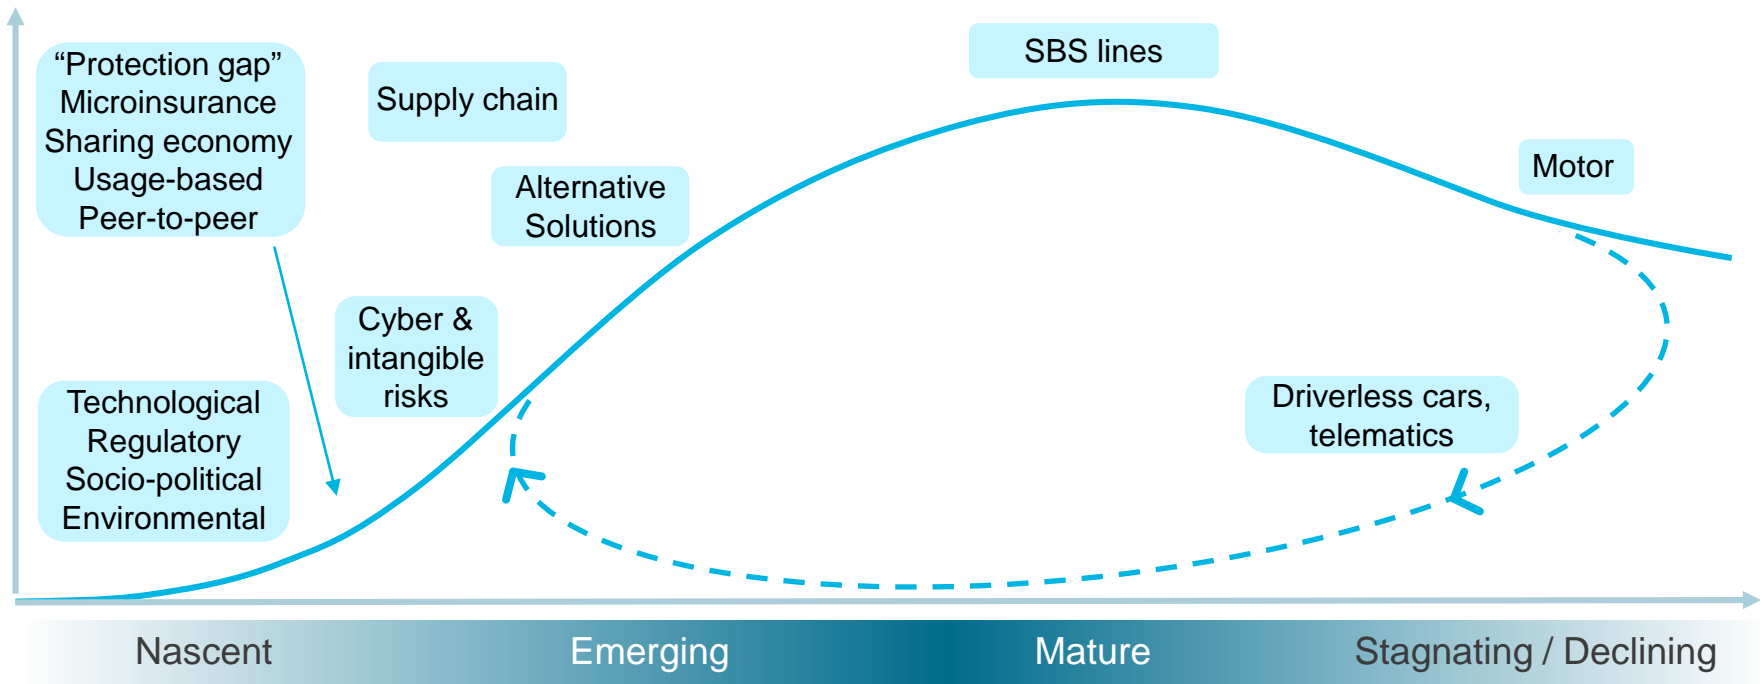 “Protection gap”
Microinsurance
Sharing economy
Usage-based
Peer-to-peer
Supply chain
Alternative
Solutions
SBS lines
Motor
Cyber &
intangible
risks
Technological
Regulatory
Socio-political
Environmental
Driverless cars,
telematics
Nascent
Emerging
Mature
Stagnating / Declining